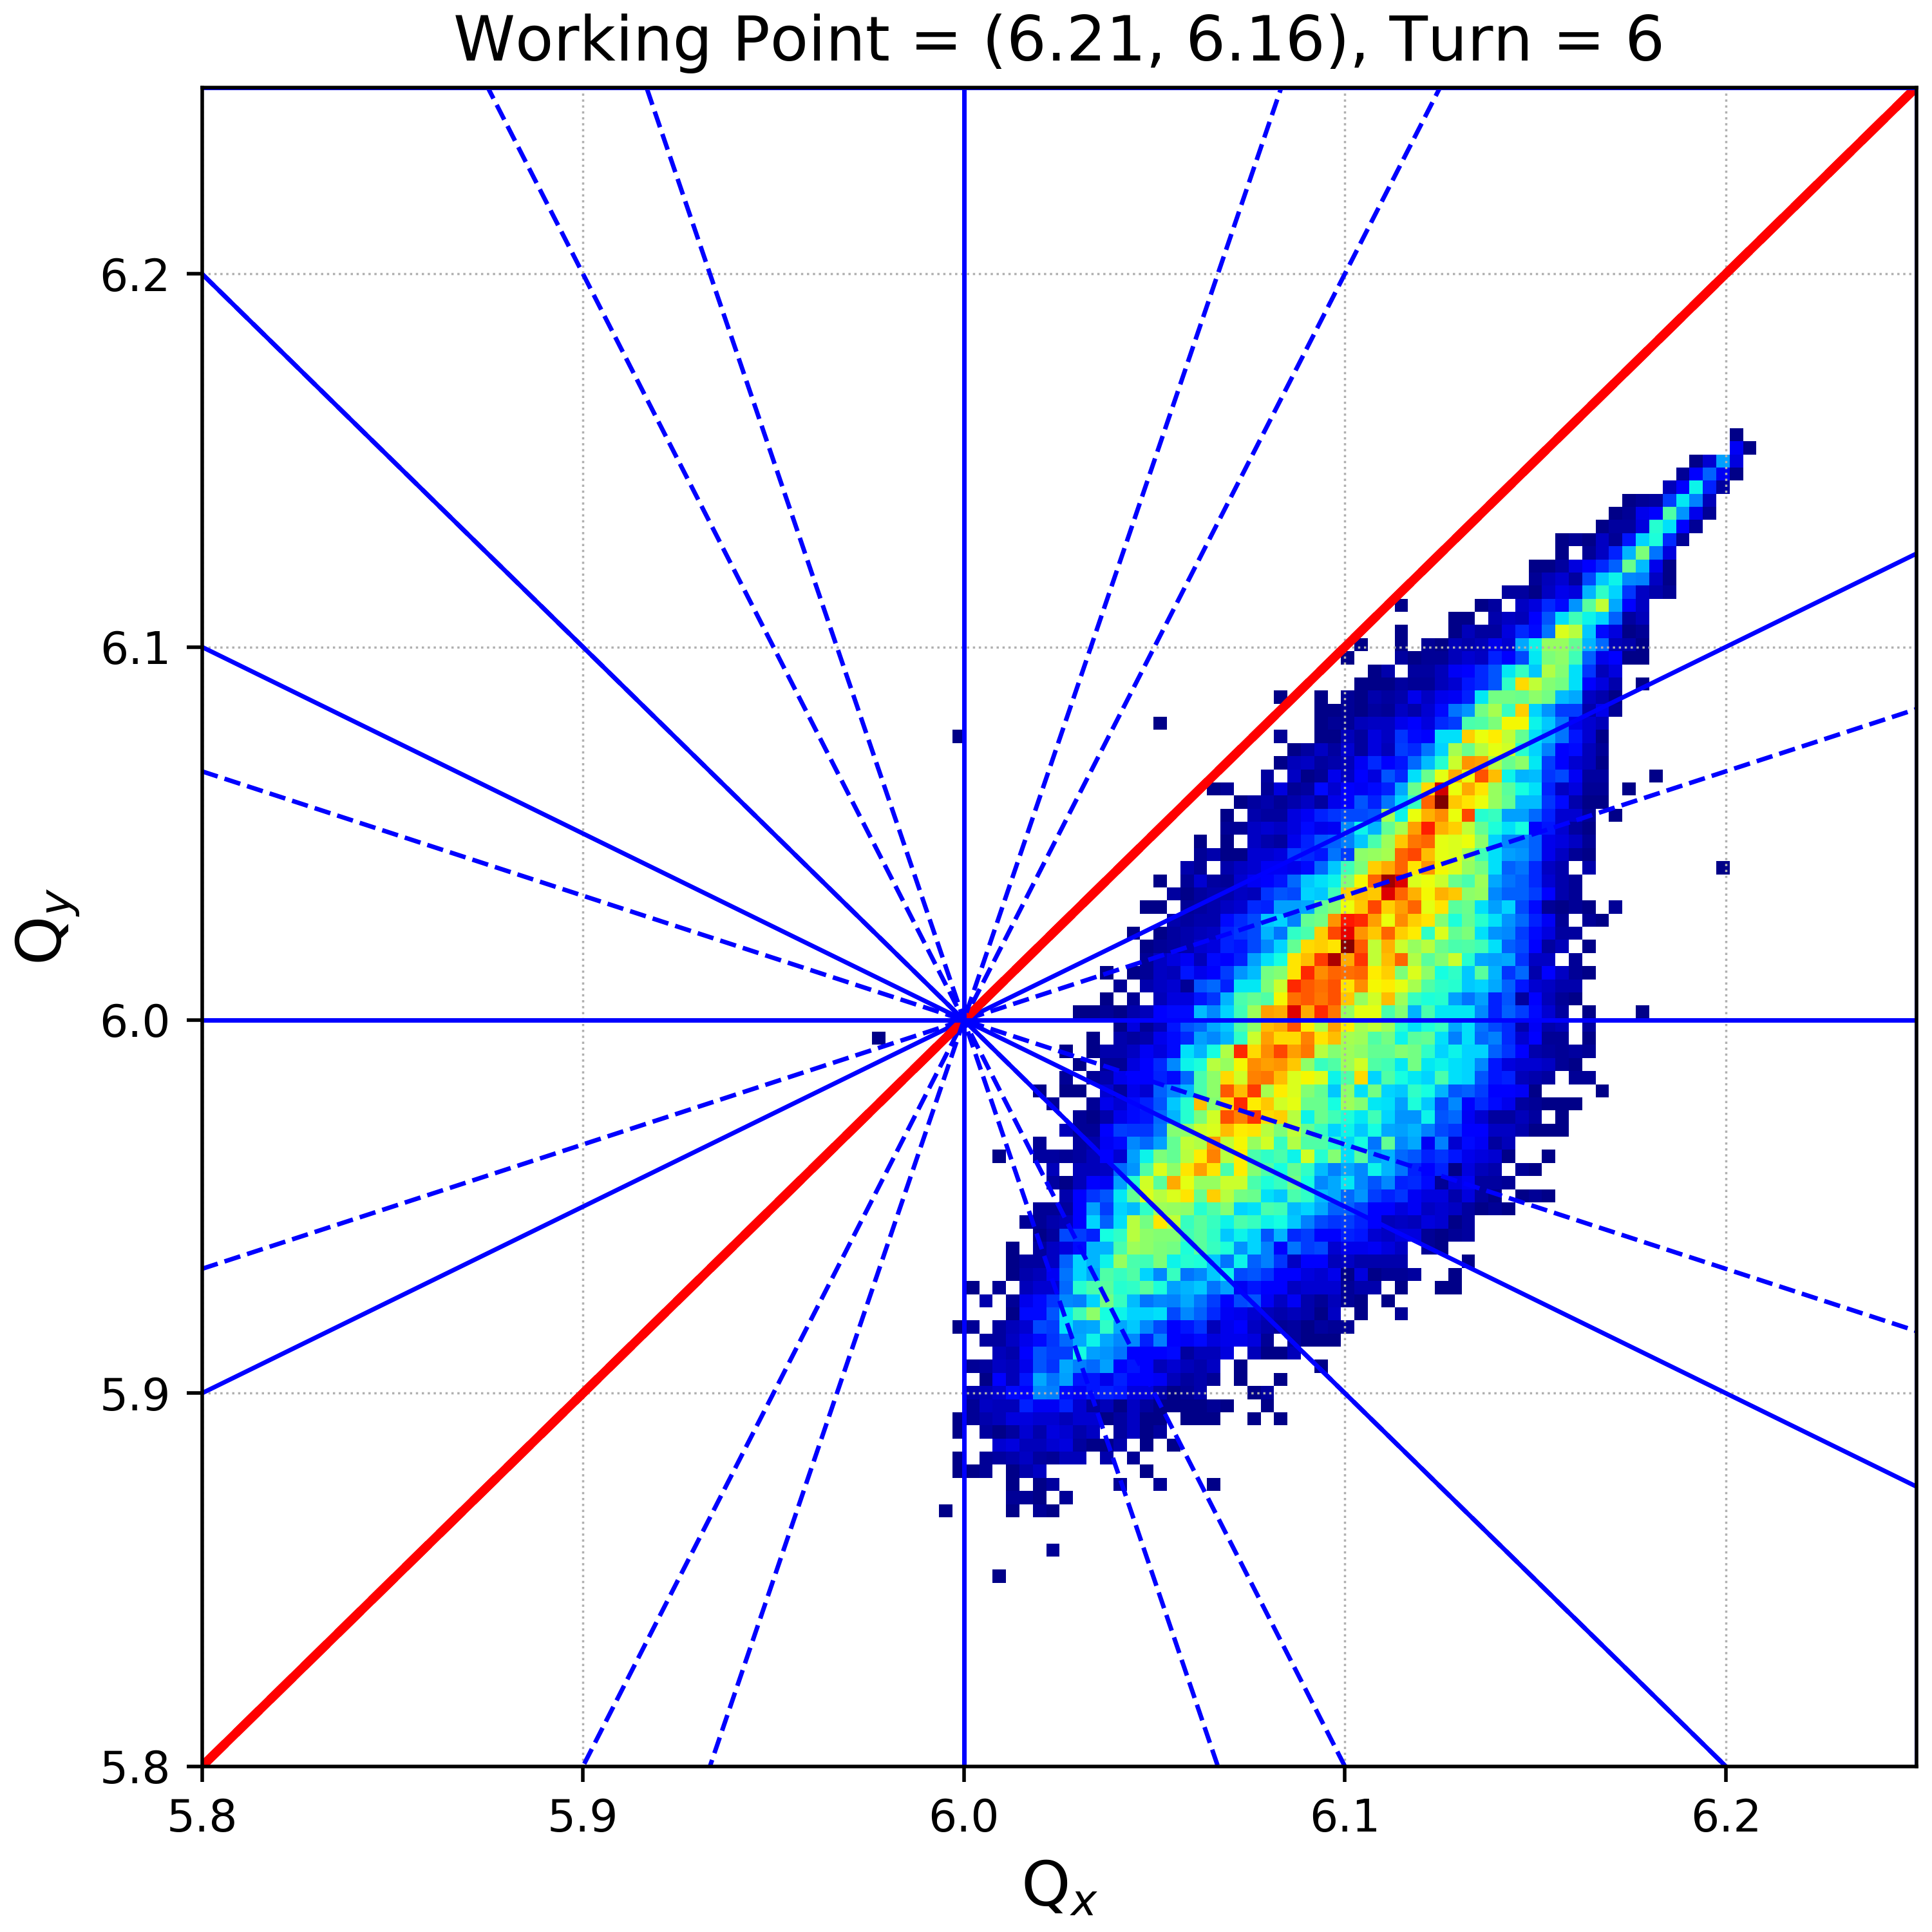 Working Point = (6.21, 6.16), Turn = 6
6.2
6.1
6.0
5.9
5.8
Qy
5.8 5.9 6.0 6.1 6.2
Qx